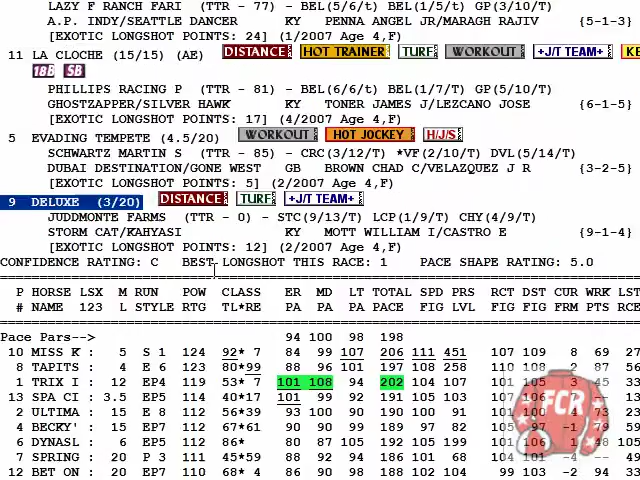 LAZY F RANCH FARI (TTR - 77) - BEL(5/6/t) BEL(1/5/t) GP(3/10/T)
A.P. INDY/SEATTLE DANCER KY PENNA ANGEL JR/MARAGH RAJIV {5-1-3}
[EXOTIC LONGSHOT POINTS: 24] (1/2007 Age 4,F)
11 LA CLOCHE (15/15) (AE) DISTANCE HOT TRAINER TURF WORKOUT +J/T TEAM+ KE
18B SB
PHILLIPS RACING P (TTR - 81) - BEL(6/6/t) BEL(1/7/T) GP(5/10/T)
GHOSTZAPPER/SILVER HAWK KY TONER JAMES J/LEZCANO JOSE {6-1-5}
[EXOTIC LONGSHOT POINTS: 17] (4/2007 Age 4,F)
5 EVADING TEMPETE (4.5/20) WORKOUT HOT JOCKEY H/J/S
SCHWARTZ MARTIN S (TTR - 85) - CRC(3/12/T) *VF(2/10/T) DVL(5/14/T)
DUBAI DESTINATION/GONE WEST GB BROWN CHAD C/VELAZQUEZ J R {3-2-5}
[EXOTIC LONGSHOT POINTS: 5] (2/2007 Age 4,F)
9 DELUXE (3/20) DISTANCE TURF +J/T TEAM+
JUDDMONTE FARMS (TTR - 0) - STC(9/13/T) LCP(1/9/T) CHY(4/9/T)
STORM CAT/KAHYASI KY MOTT WILLIAM I/CASTRO E {9-1-4}
[EXOTIC LONGSHOT POINTS: 12] (2/2007 Age 4,F)
CONFIDENCE RATING: C BEST LONGSHOT THIS RACE: 1 PACE SHAPE RATING: 5.0
P HORSE LSX M RUN POW CLASS ER MD LT TOTAL SPD PRS RCT DST CUR WRK LST
# NAME 123 L STYLE RTG TL*RE PA PA PA PACE FIG LVL FIG FIG FRM PTS RCE
Pace Pars--> 94 100 98 198
10 MISS K : 5 S 1 124 92* 7 84 99 107 206 111 451 107 109 8 69 27
8 TAPITS : 4 E 6 123 80*99 88 96 101 197 108 258 110 108 -2 87 56
1 TRIX I : 12 EP4 119 53* 7 101 108 202 104 107 101 105 3 45 33
13 SPA CI : 3.5 EP5 114 40*17 101 99 92 191 105 103 107 106
2 ULTIMA : 15 E 8 112 56*39 93 100 90 190 100 91 101 100 4 73 23
4 BECKY' : 15 EP7 112 67*61 90 90 99 189 97 82 105 -1 79
6 DYNASL : 6 EP5 112 86* 80 87 105 192 105 199 101 106 105
7 SPRING : 20 P 3 111 45*59 88 92 94 186 101 68 104 101 -4 -- 49
12 BET ON : 20 EP7 110 68* 4 86 90 98 188 102 104 99 103 -2 94 33
FCR